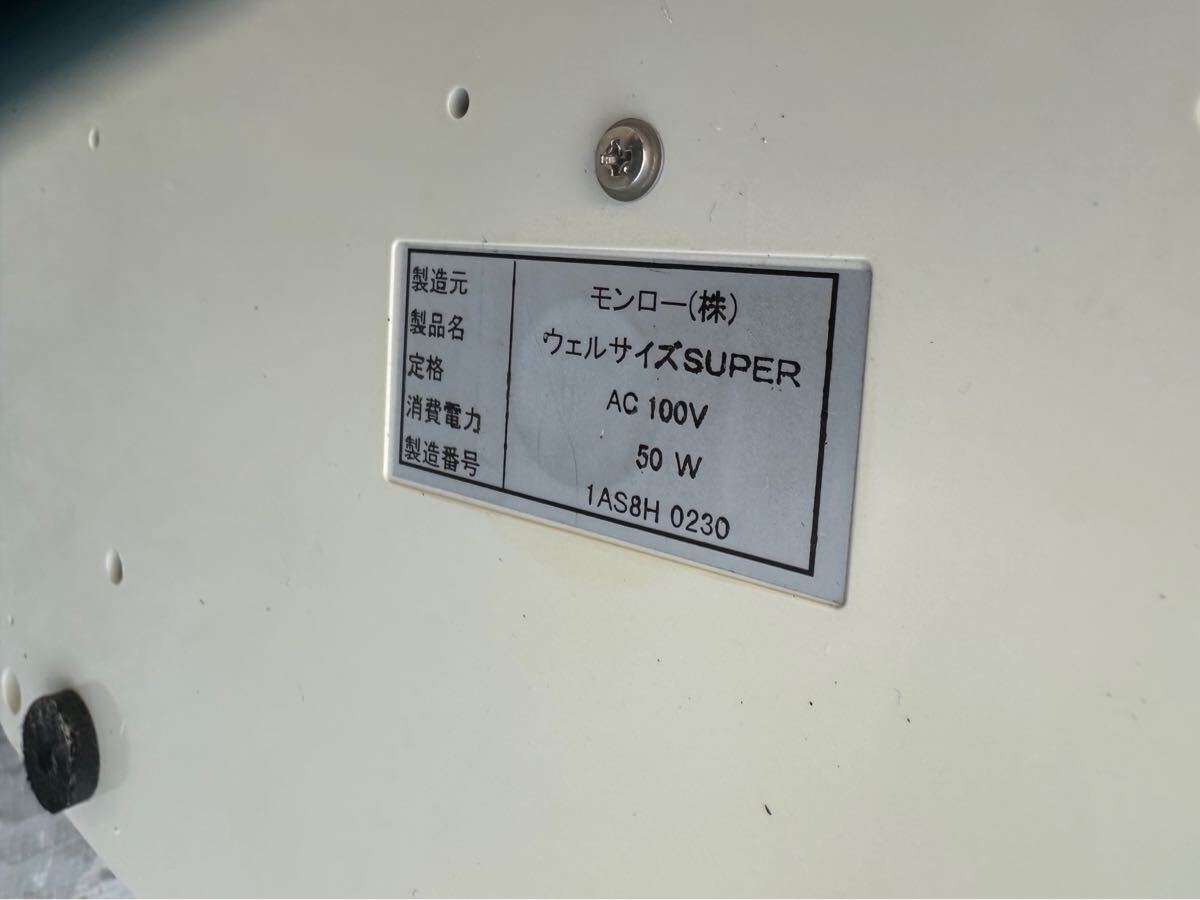 製造元 モンロー(株)
製品名 ウェルサイズSUPER
定格 AC 100V
消費電力 50 W
製造番号 1AS8H 0230